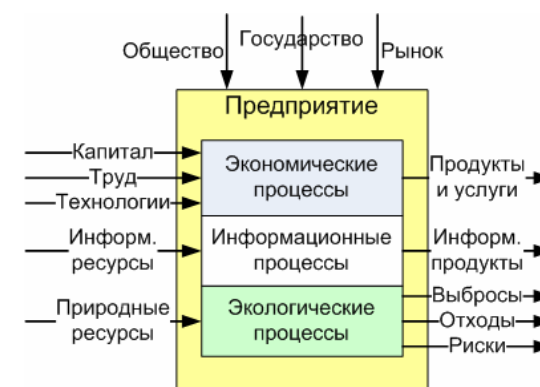 Общество
Государство
Рынок
Предприятие
Капитал
Труд
Технологии
Экономические
процессы
Продукты
и услуги
Информ.
ресурсы
Информационные
процессы
Информ.
продукты
Природные
ресурсы
Экологические
процессы
Выбросы
Отходы
Риски